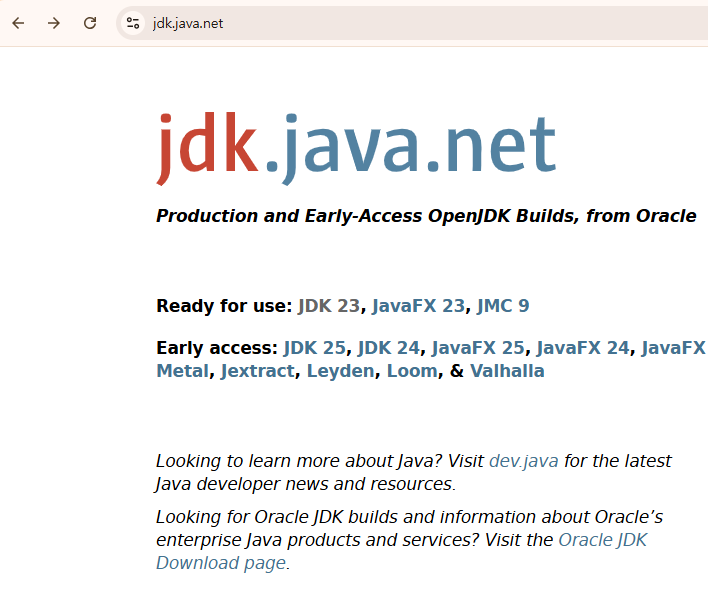 jdk.java.net
jdk.java.net
Production and Early-Access OpenJDK Builds, from Oracle
Ready for use: JDK 23, JavaFX 23, JMC 9
Early access: JDK 25, JDK 24, JavaFX 25, JavaFX 24, JavaFX
Metal, Jextract, Leyden, Loom, & Valhalla
Looking to learn more about Java? Visit dev.java for the latest
Java developer news and resources.
Looking for Oracle JDK builds and information about Oracle’s
enterprise Java products and services? Visit the Oracle JDK
Download page.